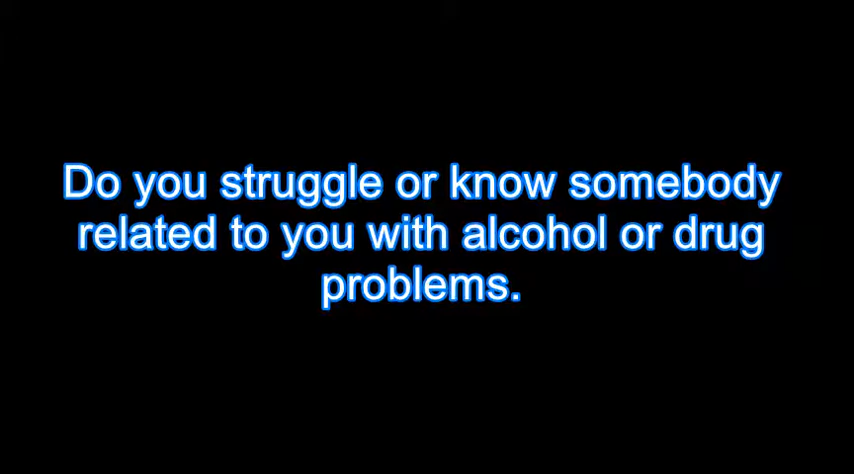 Do you struggle or know somebody
related to you with alcohol or drug
problems.